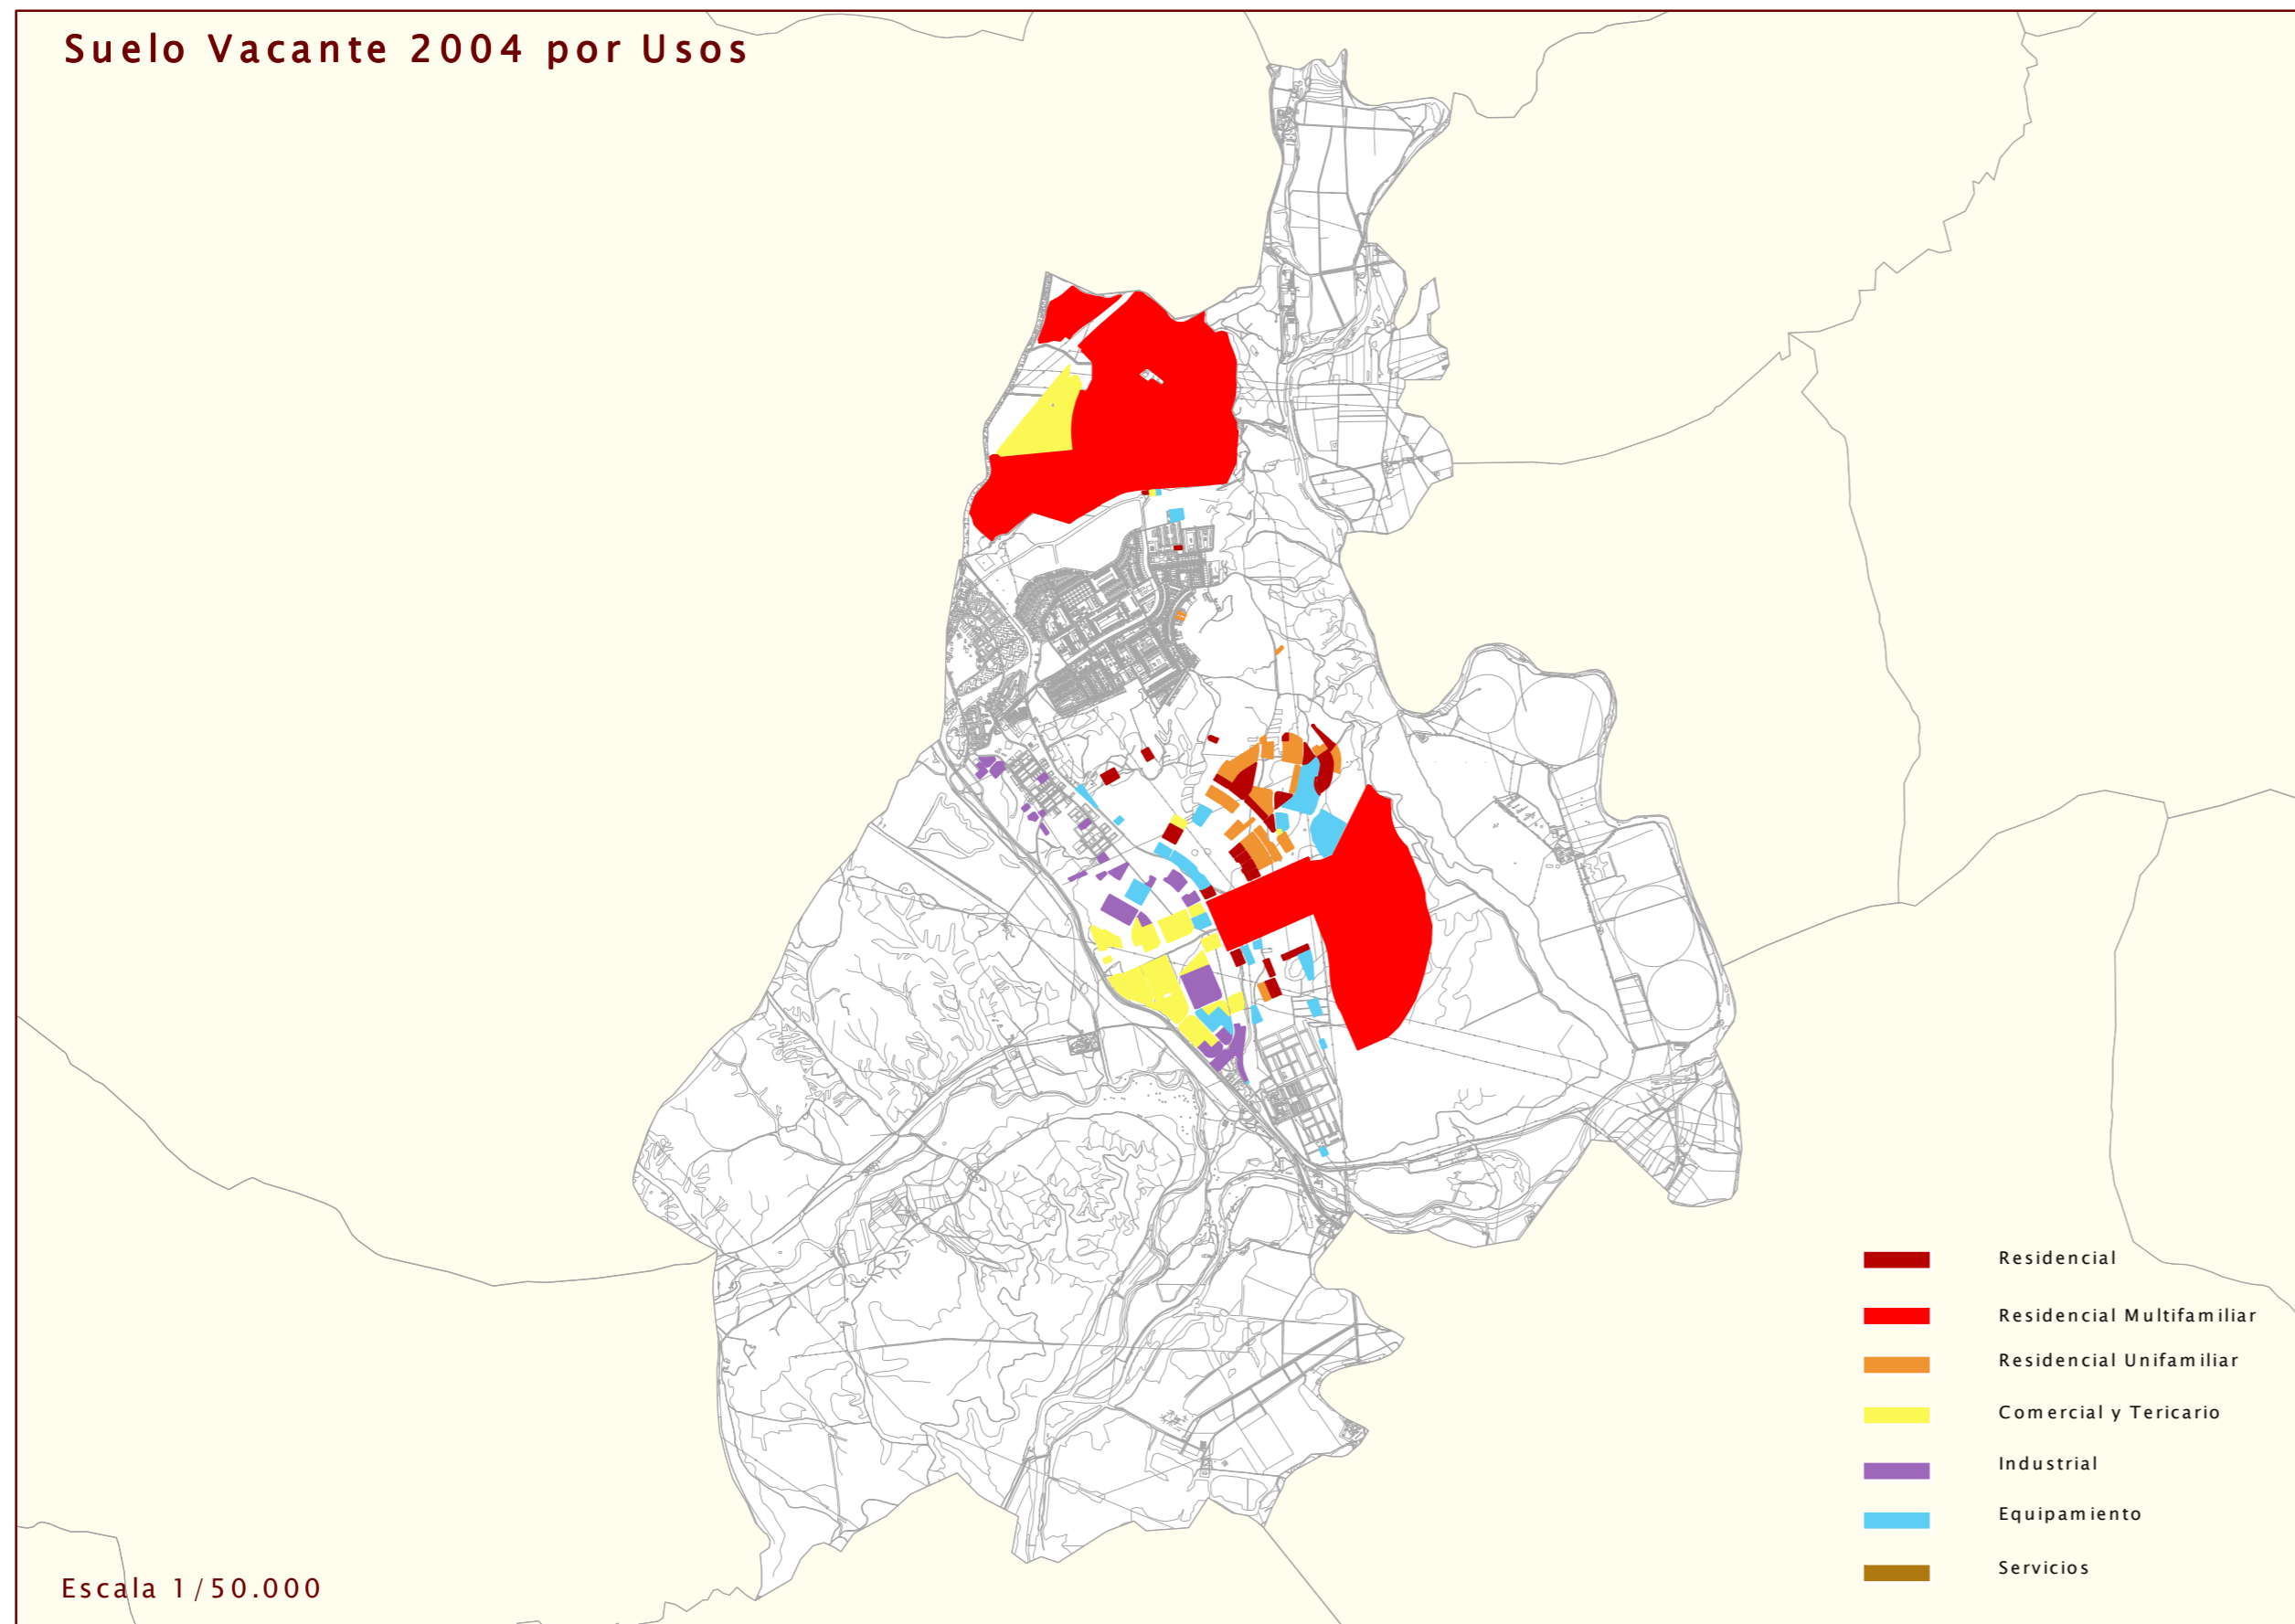 Suelo Vacante 2004 por Usos
Residencial
Residencial Multifamiliar
Residencial Unifamiliar
Comercial y Tericario
Industrial
Equipamiento
Servicios
Escala 1/50.000